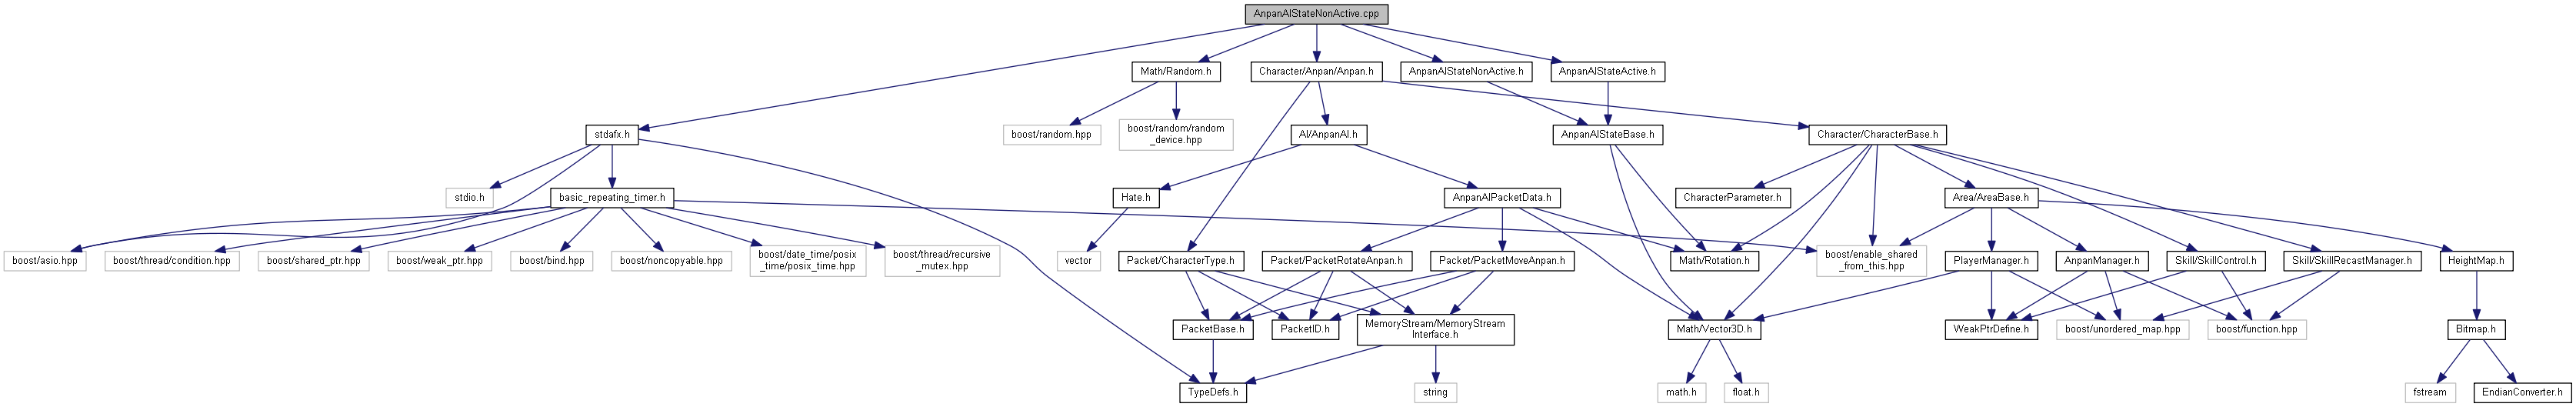 AnpanAIStateNonActive.cpp
Math/Random.h
Character/Anpan/Anpan.h
AnpanAIStateNonActive.h
AnpanAIStateActive.h
stdafx.h
boost/random.hpp
boost/random/random
_device.hpp
AI/AnpanAI.h
AnpanAIStateBase.h
Character/CharacterBase.h
stdio.h
basic_repeating_timer.h
Hate.h
AnpanAIPacketData.h
CharacterParameter.h
Area/AreaBase.h
boost/asio.hpp
boost/thread/condition.hpp
boost/shared_ptr.hpp
boost/weak_ptr.hpp
boost/bind.hpp
boost/noncopyable.hpp
boost/date_time/posix
_time/posix_time.hpp
boost/thread/recursive
_mutex.hpp
vector
Packet/CharacterType.h
Packet/PacketRotateAnpan.h
Packet/PacketMoveAnpan.h
Math/Rotation.h
boost/enable_shared
_from_this.hpp
PlayerManager.h
AnpanManager.h
Skill/SkillControl.h
Skill/SkillRecastManager.h
HeightMap.h
PacketBase.h
PacketID.h
MemoryStream/MemoryStream
Interface.h
Math/Vector3D.h
WeakPtrDefine.h
boost/unordered_map.hpp
boost/function.hpp
Bitmap.h
TypeDefs.h
string
math.h
float.h
fstream
EndianConverter.h